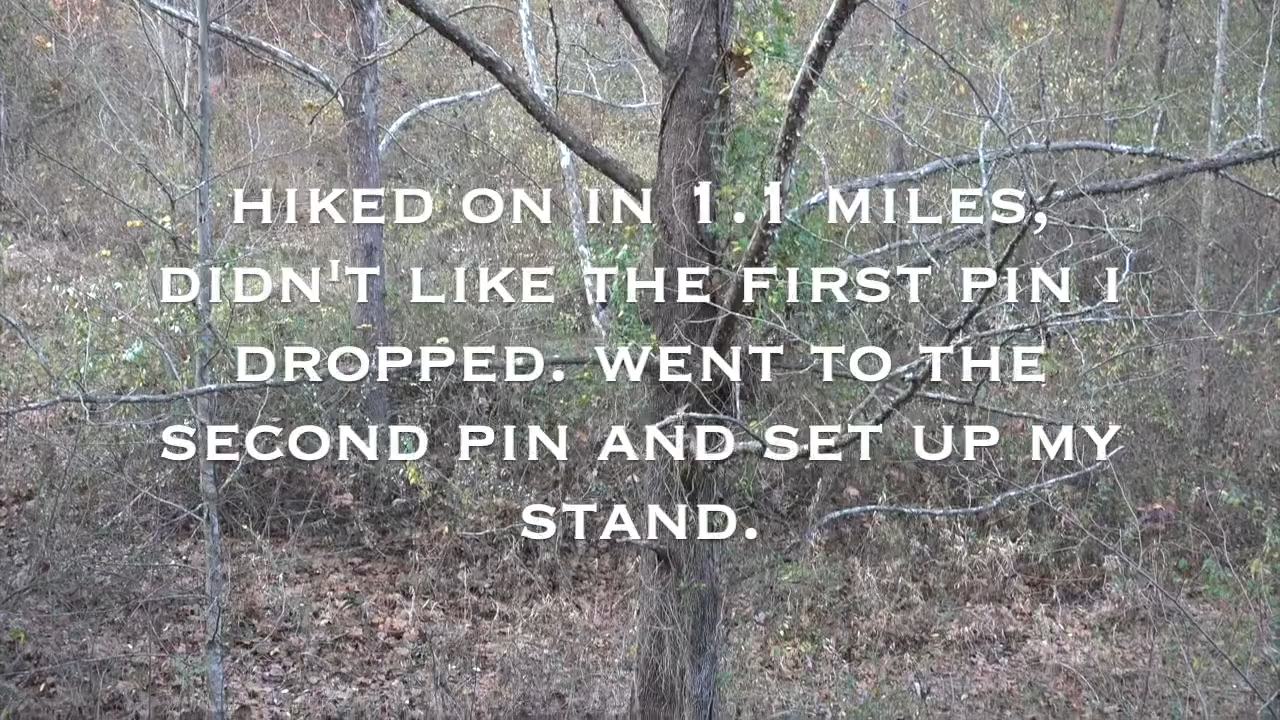 HIKED ON IN 1.1 MILES,
DIDN'T LIKE THE FIRST PIN I
DROPPED. WENT TO THE
SECOND PIN AND SET UP MY
STAND.